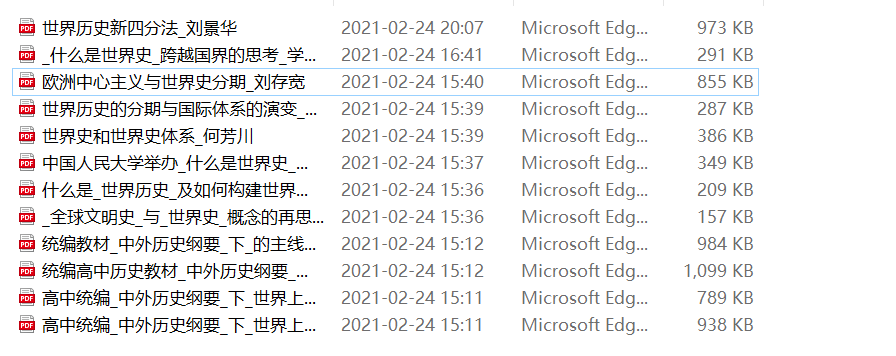 世界历史新四分法_刘景华 2021-02-24 20:07 Microsoft Edg... 973 KB
_什么是世界史_跨越国界的思考_学... 2021-02-24 16:41 Microsoft Edg... 291 KB
欧洲中心主义与世界史分期_刘存宽 2021-02-24 15:40 Microsoft Edg... 855 KB
世界历史的分期与国际体系的演变_... 2021-02-24 15:39 Microsoft Edg... 287 KB
世界史和世界史体系_何芳川 2021-02-24 15:39 Microsoft Edg... 386 KB
中国人民大学举办_什么是世界史_... 2021-02-24 15:37 Microsoft Edg... 349 KB
什么是_世界历史_及如何构建世界... 2021-02-24 15:36 Microsoft Edg... 209 KB
_全球文明史_与_世界史_概念的再思... 2021-02-24 15:36 Microsoft Edg... 157 KB
统编教材_中外历史纲要_下_的主线... 2021-02-24 15:12 Microsoft Edg... 984 KB
统编高中历史教材_中外历史纲要_... 2021-02-24 15:12 Microsoft Edg... 1,099 KB
高中统编_中外历史纲要_下_世界上... 2021-02-24 15:11 Microsoft Edg... 789 KB
高中统编_中外历史纲要_下_世界上... 2021-02-24 15:11 Microsoft Edg... 938 KB